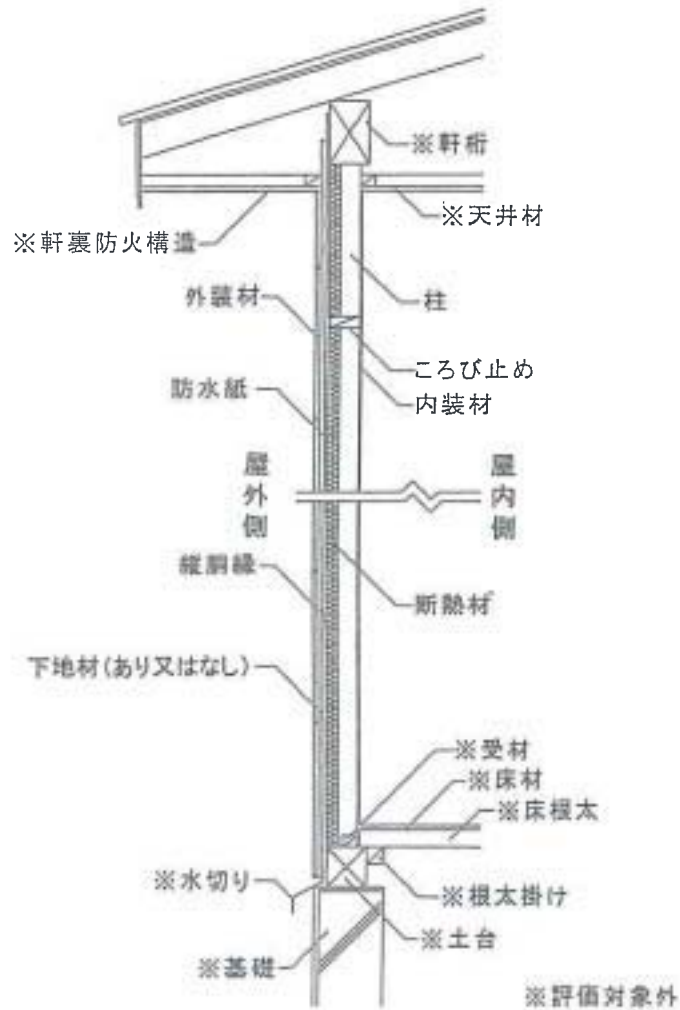 ※軒桁
※天井材
※軒裏防火構造
外装材
柱
ころび止め
防水紙
内装材
屋外側
屋内側
縦胴縁
断熱材
下地材(あり又はなし)
※受材
※床材
※床根太
※水切り
※根太掛け
※土台
※基礎
※評価対象外